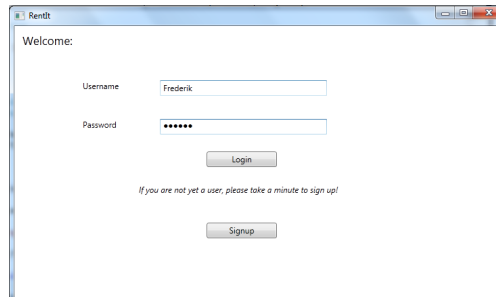 RentIt
Welcome:
Username Frederik
Password ••••••
Login
If you are not yet a user, please take a minute to sign up!
Signup